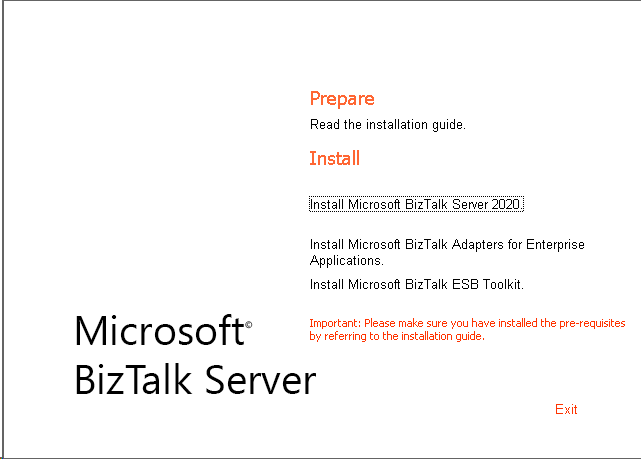 Prepare
Read the installation guide.
Install
Install Microsoft BizTalk Server 2020.
Install Microsoft BizTalk Adapters for Enterprise
Applications.
Install Microsoft BizTalk ESB Toolkit.
Important: Please make sure you have installed the pre-requisites
by referring to the installation guide.
Microsoft©
BizTalk Server
Exit